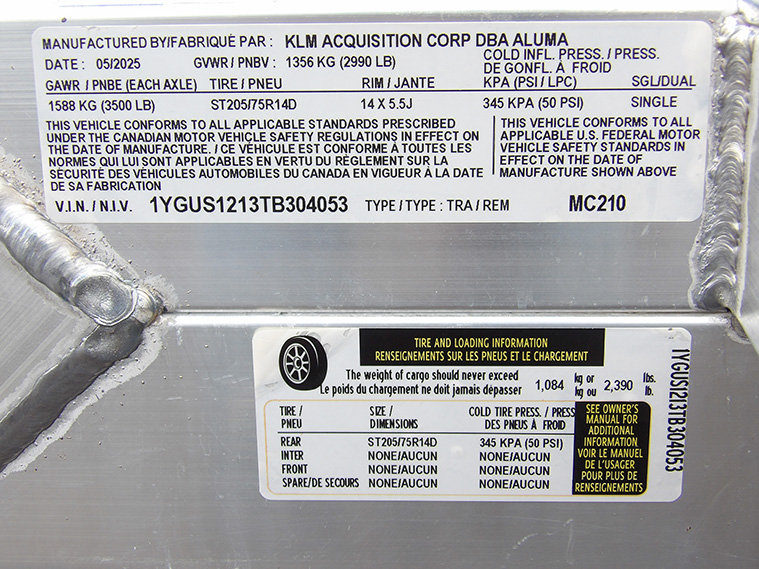 MANUFACTURED BY/FABRIQUÉ PAR : KLM ACQUISITION CORP DBA ALUMA
DATE : 05/2025 GVWR / PNBV : 1356 KG (2990 LB) COLD INFL. PRESS. / PRESS.
DE GONFL. À FROID
GAWR / PNBE (EACH AXLE) TIRE / PNEU RIM / JANTE KPA (PSI / LPC) SGL/DUAL
1588 KG (3500 LB) ST205/75R14D 14 X 5.5J 345 KPA (50 PSI) SINGLE
THIS VEHICLE CONFORMS TO ALL APPLICABLE STANDARDS PRESCRIBED
UNDER THE CANADIAN MOTOR VEHICLE SAFETY REGULATIONS IN EFFECT ON
THE DATE OF MANUFACTURE. / CE VÉHICULE EST CONFORME À TOUTES LES
NORMES QUI LUI SONT APPLICABLES EN VERTU DU RÈGLEMENT SUR LA
SÉCURITÉ DES VÉHICULES AUTOMOBILES DU CANADA EN VIGUEUR À LA DATE
DE SA FABRICATION
THIS VEHICLE CONFORMS TO ALL
APPLICABLE U.S. FEDERAL MOTOR
VEHICLE SAFETY STANDARDS IN
EFFECT ON THE DATE OF
MANUFACTURE SHOWN ABOVE
V.I.N. / N.I.V. 1YGUS1213TB304053 TYPE / TYPE : TRA / REM MC210
TIRE AND LOADING INFORMATION
RENSEIGNEMENTS SUR LES PNEUS ET LE CHARGEMENT
The weight of cargo should never exceed
Le poids du chargement ne doit jamais dépasser
1,084 kg or 2,390 lbs.
kg ou lb.
TIRE / SIZE / COLD TIRE PRESS. / PRESS
PNEU DIMENSIONS DES PNEUS À FROID
REAR ST205/75R14D 345 KPA (50 PSI)
INTER NONE/AUCUN NONE/AUCUN
FRONT NONE/AUCUN NONE/AUCUN
SPARE/DE SECOURS NONE/AUCUN NONE/AUCUN
SEE OWNER'S
MANUAL FOR
ADDITIONAL
INFORMATION
VOIR LE MANUEL
DE L'USAGER
POUR PLUS DE
RENSEIGNEMENTS
1YGUS1213TB304053